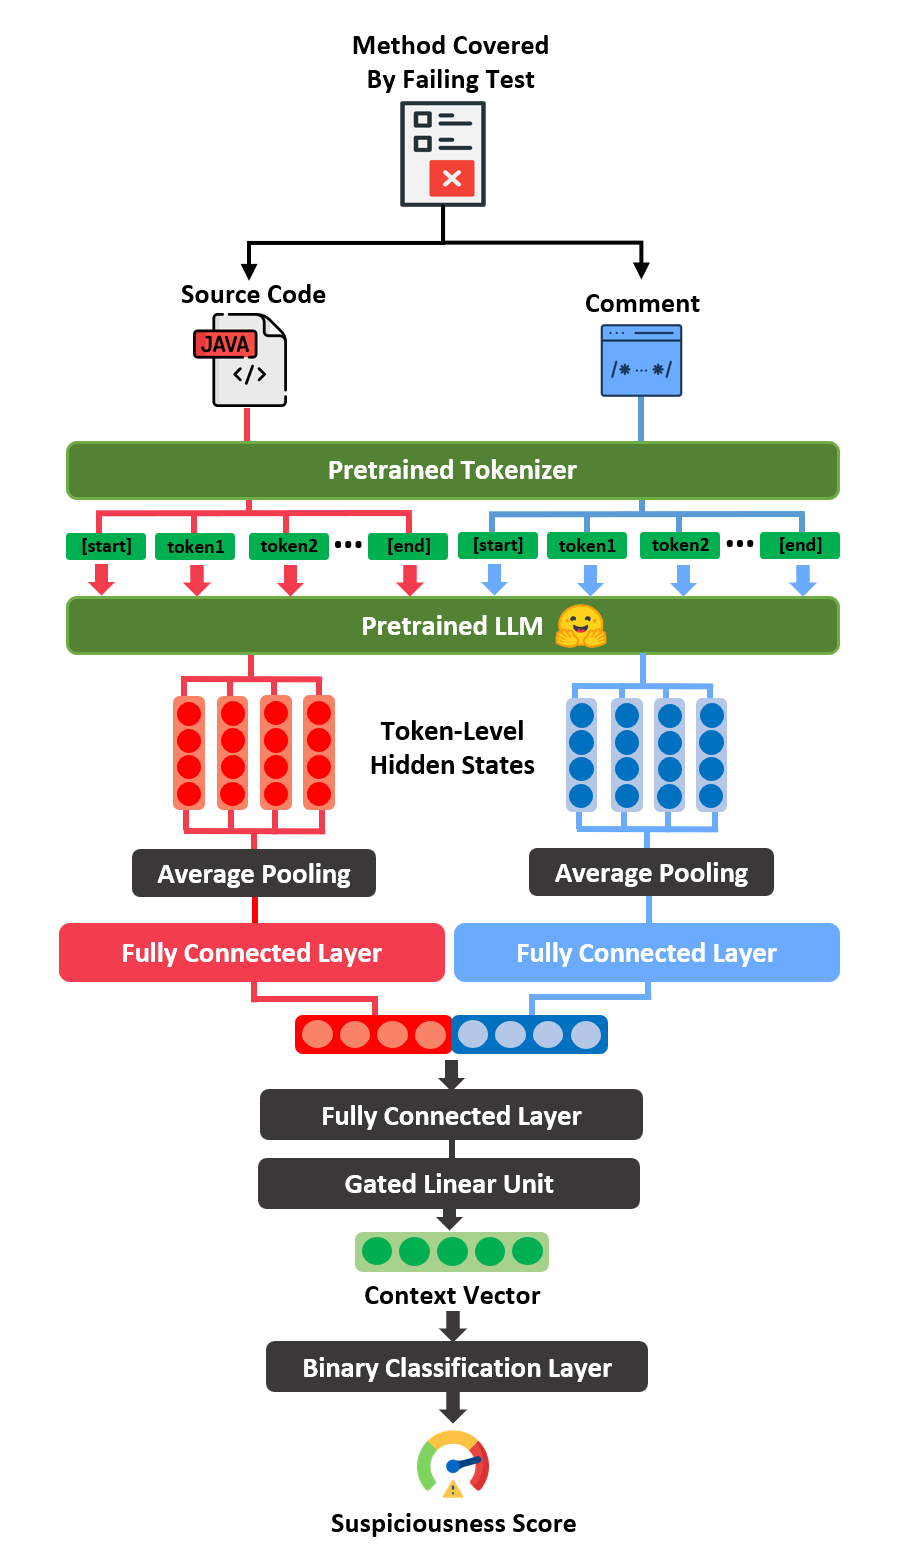 Method Covered
By Failing Test
Source Code
Comment
JAVA
</>
/* ... */
Pretrained Tokenizer
[start] token1 token2 ... [end] [start] token1 token2 ... [end]
Pretrained LLM
Token-Level
Hidden States
Average Pooling
Average Pooling
Fully Connected Layer
Fully Connected Layer
Fully Connected Layer
Gated Linear Unit
Context Vector
Binary Classification Layer
Suspiciousness Score